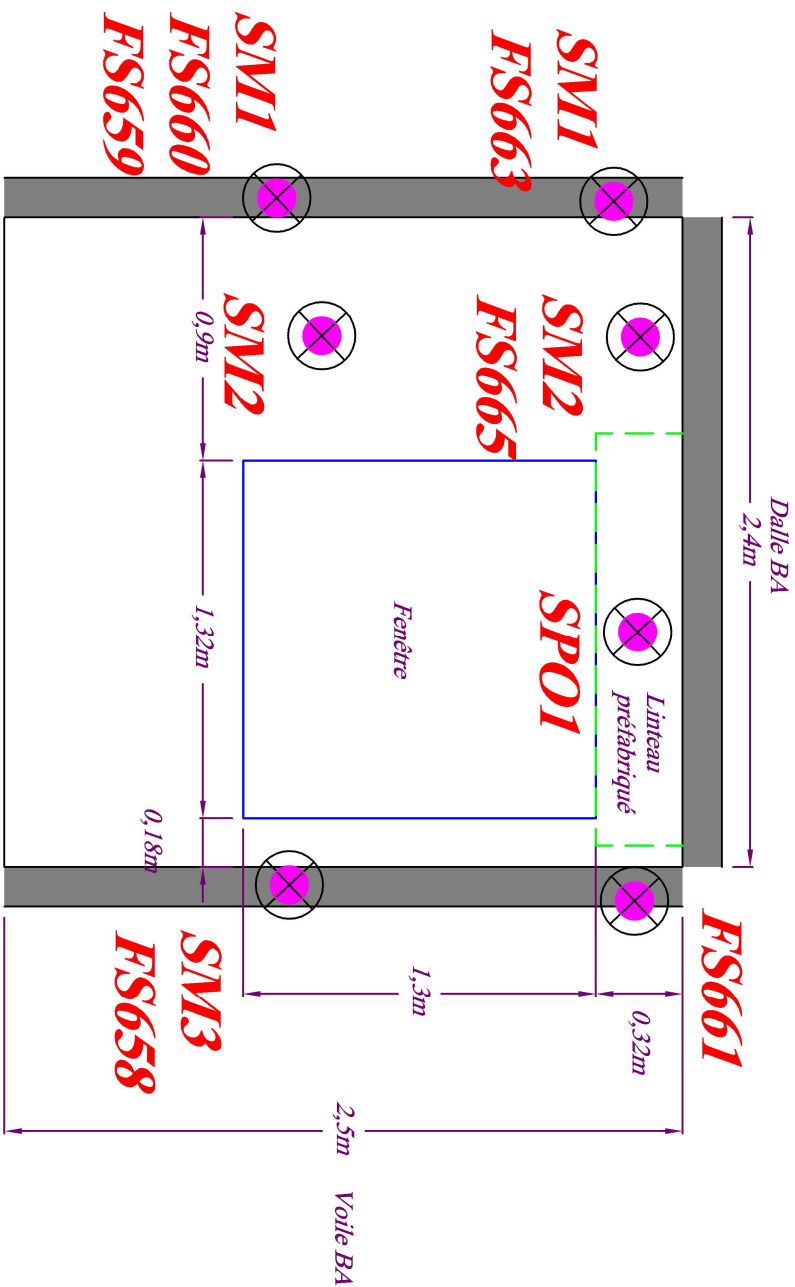 Dalle BA
2,4m
FS661
Linteau
préfabriqué
0,32m
SM1
FS663
SM2
FS665
SPO1
Fenêtre
1,3m
2,5m
Voile BA
SM1
FS660
FS659
SM2
0,9m
1,32m
0,18m
SM3
FS658